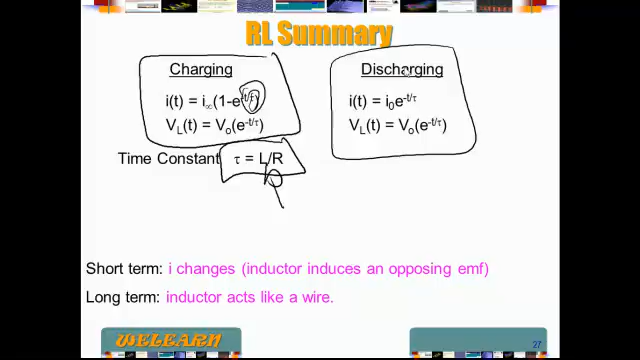 RL Summary
Charging
i(t) = i∞(1-e-t/τ)
VL(t) = Vo(e-t/τ)
Discharging
i(t) = i0e-t/τ
VL(t) = Vo(e-t/τ)
Time Constant τ = L/R
Short term: i changes (inductor induces an opposing emf)
Long term: inductor acts like a wire.
WELEARN
27